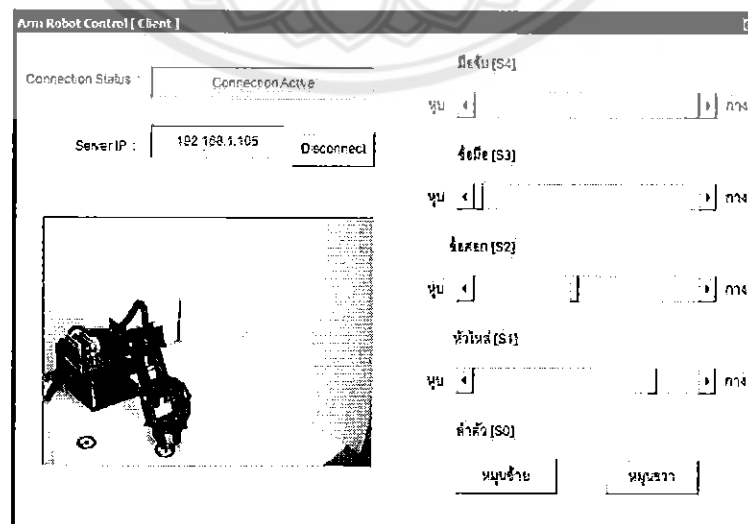 Arm Robot Control [ Client ]
Connection Status : Connection Active
Server IP : 192.168.1.105 Disconnect
มือจับ [S4]
หุบ กาง
ข้อมือ [S3]
หุบ กาง
ข้อศอก [S2]
หุบ กาง
หัวไหล่ [S1]
หุบ กาง
ลำตัว [S0]
หมุนซ้าย หมุนขวา